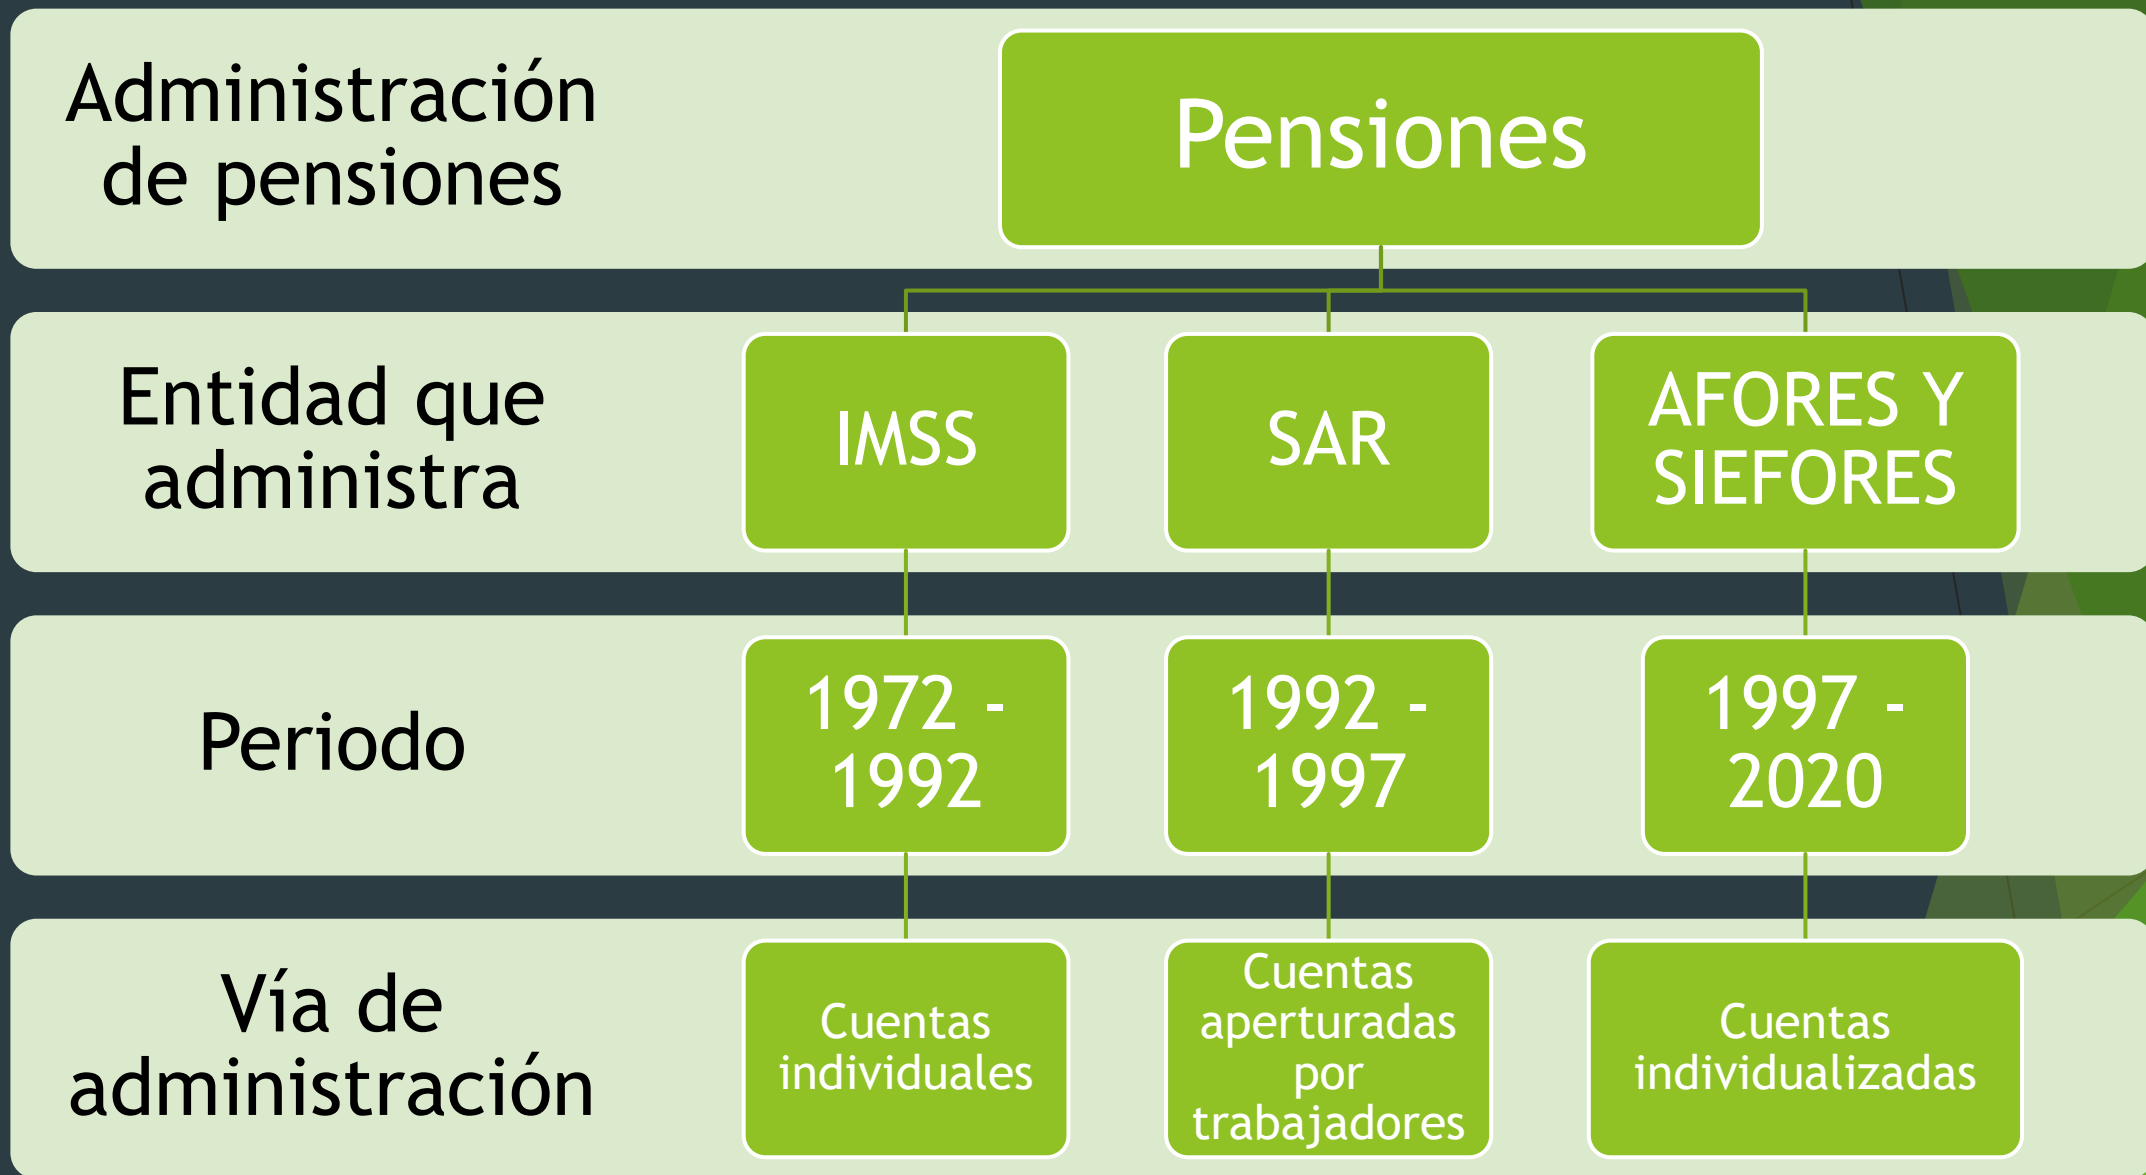 Administración
de pensiones
Pensiones
Entidad que
administra
IMSS
SAR
AFORES Y
SIEFORES
Periodo
1972 -
1992
1992 -
1997
1997 -
2020
Vía de
administración
Cuentas
individuales
Cuentas
aperturadas
por
trabajadores
Cuentas
individualizadas